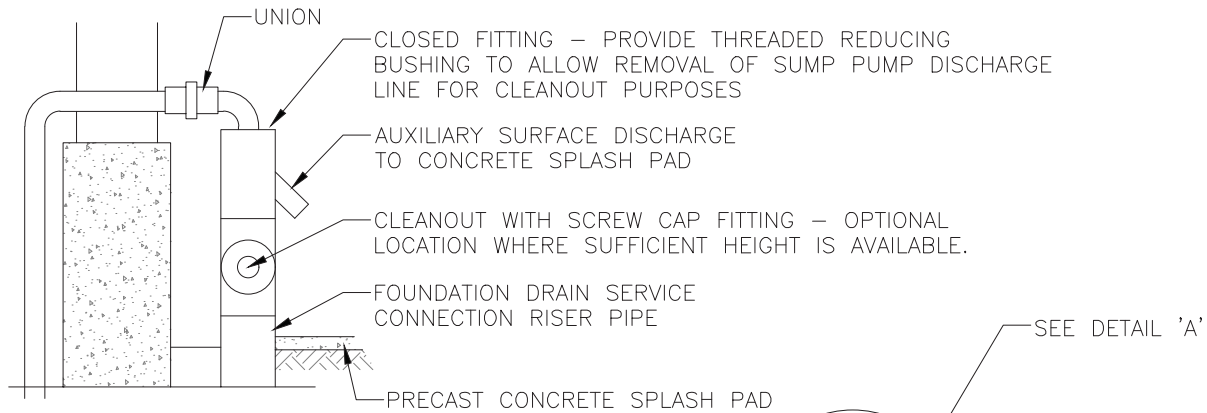 UNION
CLOSED FITTING – PROVIDE THREADED REDUCING
BUSHING TO ALLOW REMOVAL OF SUMP PUMP DISCHARGE
LINE FOR CLEANOUT PURPOSES
AUXILIARY SURFACE DISCHARGE
TO CONCRETE SPLASH PAD
CLEANOUT WITH SCREW CAP FITTING – OPTIONAL
LOCATION WHERE SUFFICIENT HEIGHT IS AVAILABLE.
FOUNDATION DRAIN SERVICE
CONNECTION RISER PIPE
SEE DETAIL 'A'
PRECAST CONCRETE SPLASH PAD